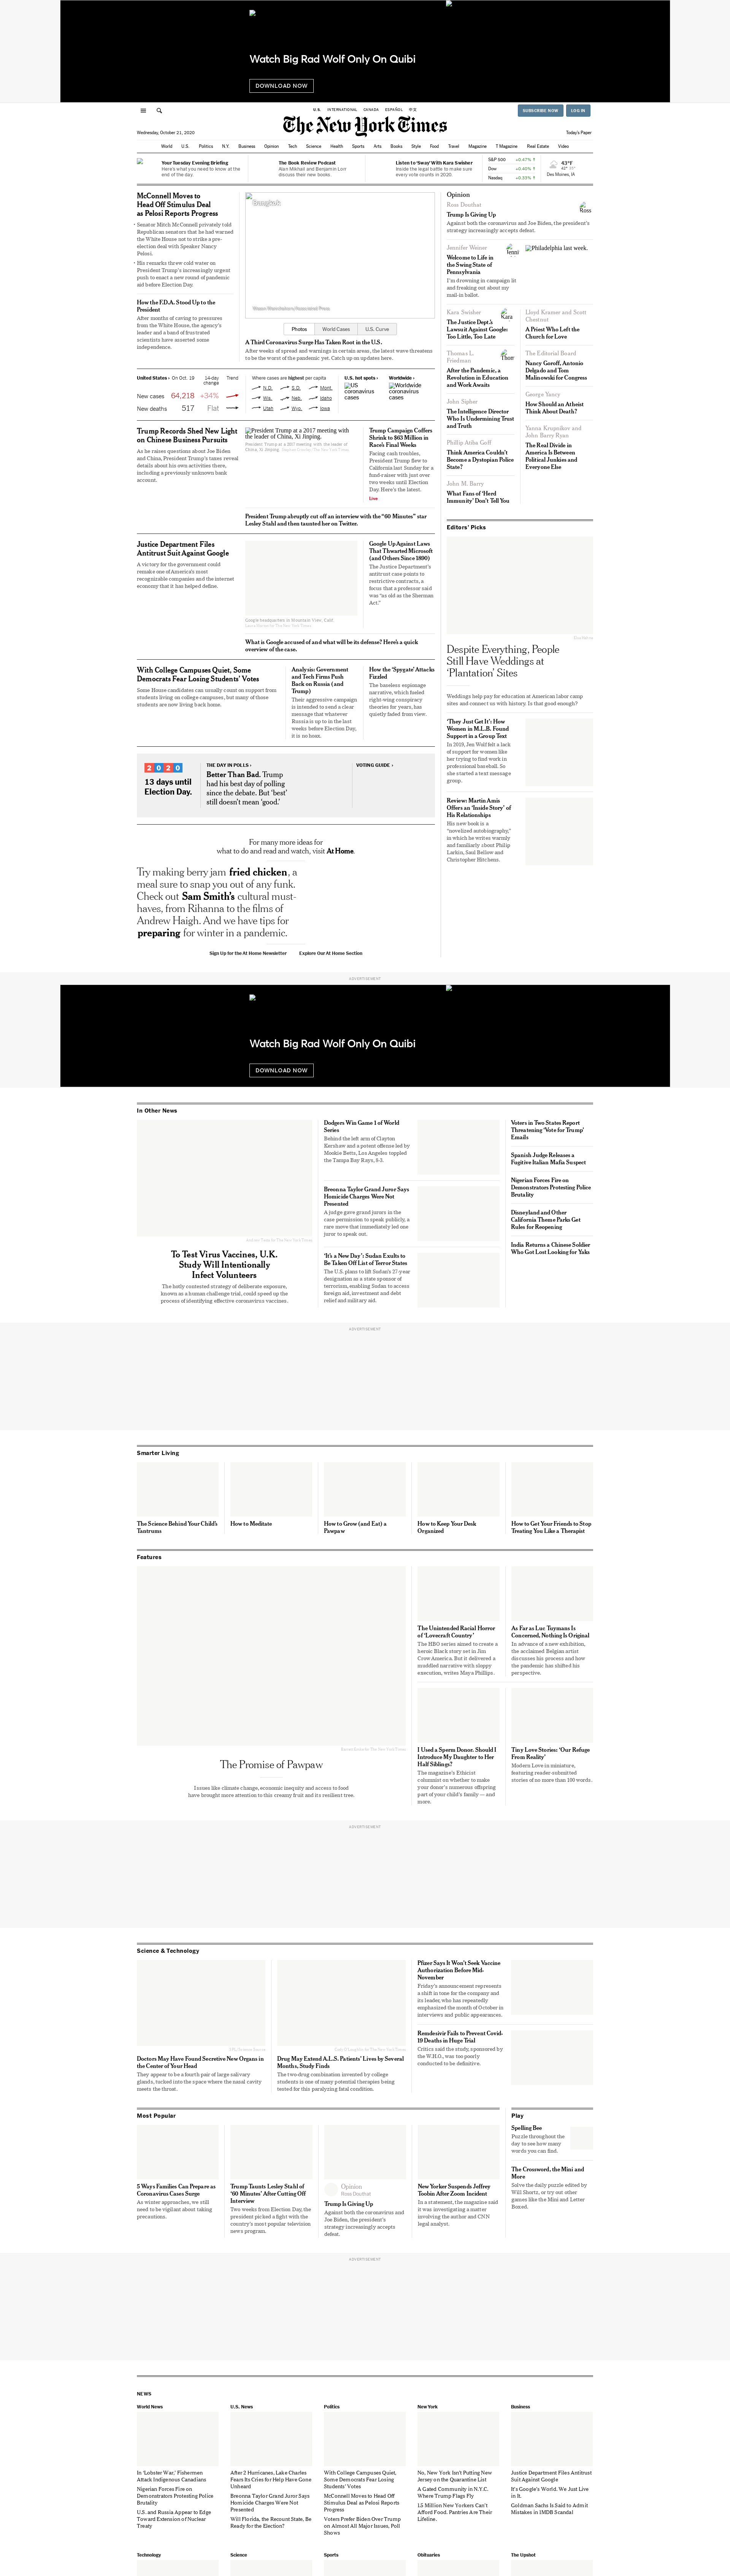 Watch Big Rad Wolf Only On Quibi
DOWNLOAD NOW
U.S.
INTERNATIONAL
CANADA
ESPAÑOL
中文
SUBSCRIBE NOW
LOG IN
The New York Times
Wednesday, October 21, 2020
Today's Paper
World
U.S.
Politics
N.Y.
Business
Opinion
Tech
Science
Health
Sports
Arts
Books
Style
Food
Travel
Magazine
T Magazine
Real Estate
Video
Your Tuesday Evening Briefing
Here's what you need to know at the
end of the day.
The Book Review Podcast
Alan Mikhail and Benjamin Lorr
discuss their new books.
Listen to 'Sway' With Kara Swisher
Inside the legal battle to make sure
every vote counts in 2020.
S&P 500 +0.47%
Dow +0.40%
Nasdaq +0.33%
43°F
Des Moines, IA
McConnell Moves to
Head Off Stimulus Deal
as Pelosi Reports Progress
• Senator Mitch McConnell privately told
Republican senators that he had warned
the White House not to strike a pre-
election deal with Speaker Nancy
Pelosi.
• His remarks threw cold water on
President Trump's increasingly urgent
push to enact a new round of pandemic
aid before Election Day.
How the F.D.A. Stood Up to the
President
After months of caving to pressures
from the White House, the agency's
leader and a band of frustrated
scientists have asserted some
independence.
Photos
World Cases
U.S. Curve
A Third Coronavirus Surge Has Taken Root in the U.S.
After weeks of spread and warnings in certain areas, the latest wave threatens
to be the worst of the pandemic yet. Catch up on updates here.
United States › On Oct. 19
14-day
change
Trend
New cases 64,218 +34%
New deaths 517 Flat
Where cases are highest per capita
N.D.
S.D.
Mont.
Wis.
Neb.
Idaho
Utah
Wyo.
Iowa
U.S. hot spots ›
US
coronavirus
cases
Worldwide ›
Worldwide
coronavirus
cases
Trump Records Shed New Light
on Chinese Business Pursuits
As he raises questions about Joe Biden
and China, President Trump's taxes reveal
details about his own activities there,
including a previously unknown bank
account.
President Trump at a 2017 meeting with
the leader of China, Xi Jinping.
President Trump at a 2017 meeting with the leader of
China, Xi Jinping.
Trump Campaign Coffers
Shrink to $63 Million in
Race's Final Weeks
Facing cash troubles,
President Trump flew to
California last Sunday for a
fund-raiser with just over
two weeks until Election
Day. Here's the latest.
Live
President Trump abruptly cut off an interview with the "60 Minutes" star
Lesley Stahl and then taunted her on Twitter.
Justice Department Files
Antitrust Suit Against Google
A victory for the government could
remake one of America's most
recognizable companies and the internet
economy that it has helped define.
Google headquarters in Mountain View, Calif.
Google Up Against Laws
That Thwarted Microsoft
(and Others Since 1890)
The Justice Department's
antitrust case points to
restrictive contracts, a
focus that a professor said
was "as old as the Sherman
Act."
What is Google accused of and what will be its defense? Here's a quick
overview of the case.
With College Campuses Quiet, Some
Democrats Fear Losing Students' Votes
Some House candidates can usually count on support from
students living on college campuses, but many of those
students are now living back home.
Analysis: Government
and Tech Firms Push
Back on Russia (and
Trump)
Their aggressive campaign
is intended to send a clear
message that whatever
Russia is up to in the last
weeks before Election Day,
it is no hoax.
How the 'Spygate' Attacks
Fizzled
The baseless espionage
narrative, which fueled
right-wing conspiracy
theories for years, has
quietly faded from view.
2020
13 days until
Election Day.
THE DAY IN POLLS ›
Better Than Bad. Trump
had his best day of polling
since the debate. But 'best'
still doesn't mean 'good.'
VOTING GUIDE ›
For many more ideas for
what to do and read and watch, visit At Home.
Try making berry jam fried chicken, a
meal sure to snap you out of any funk.
Check out Sam Smith's cultural must-
haves, from Rihanna to the films of
Andrew Haigh. And we have tips for
preparing for winter in a pandemic.
Sign Up for the At Home Newsletter
Explore Our At Home Section
Opinion
Ross Douthat
Trump Is Giving Up
Against both the coronavirus and Joe Biden, the president's
strategy increasingly accepts defeat.
Ross
Jennifer Weiner
Welcome to Life in
the Swing State of
Pennsylvania
I'm drowning in campaign lit
and freaking out about my
mail-in ballot.
Philadelphia last week.
Kara Swisher
The Justice Dept.'s
Lawsuit Against Google:
Too Little, Too Late
Kara
Lloyd Kramer and Scott
Chestnut
A Priest Who Left the
Church for Love
Thomas L.
Friedman
After the Pandemic, a
Revolution in Education
and Work Awaits
The Editorial Board
Nancy Goroff, Antonio
Delgado and Tom
Malinowski for Congress
John Sipher
The Intelligence Director
Who Is Undermining Trust
and Truth
George Yancy
How Should an Atheist
Think About Death?
Phillip Atiba Goff
Think America Couldn't
Become a Dystopian Police
State?
Yanna Krupnikov and
John Barry Ryan
The Real Divide in
America Is Between
Political Junkies and
Everyone Else
John M. Barry
What Fans of 'Herd
Immunity' Don't Tell You
Editors' Picks
Despite Everything, People
Still Have Weddings at
'Plantation' Sites
Weddings help pay for education at American labor camp
sites and connect us with history. Is that good enough?
'They Just Get It': How
Women in M.L.B. Found
Support in a Group Text
In 2019, Jen Wolf felt a lack
of support for women like
her trying to find work in
professional baseball. So
she started a text message
group.
Review: Martin Amis
Offers an 'Inside Story' of
His Relationships
His new book is a
"novelized autobiography,"
in which he writes warmly
and familiarly about Philip
Larkin, Saul Bellow and
Christopher Hitchens.
ADVERTISEMENT
Watch Big Rad Wolf Only On Quibi
DOWNLOAD NOW
In Other News
To Test Virus Vaccines, U.K.
Study Will Intentionally
Infect Volunteers
The hotly contested strategy of deliberate exposure,
known as a human challenge trial, could speed up the
process of identifying effective coronavirus vaccines.
Dodgers Win Game 1 of World
Series
Behind the left arm of Clayton
Kershaw and a potent offense led by
Mookie Betts, Los Angeles toppled
the Tampa Bay Rays, 8-3.
Breonna Taylor Grand Juror Says
Homicide Charges Were Not
Presented
A judge gave grand jurors in the
case permission to speak publicly, a
rare move that immediately led one
juror to speak out.
'It's a New Day': Sudan Exults to
Be Taken Off List of Terror States
The U.S. plans to lift Sudan's 27-year
designation as a state sponsor of
terrorism, enabling Sudan to access
foreign aid, investment and debt
relief and military aid.
Voters in Two States Report
Threatening 'Vote for Trump'
Emails
Spanish Judge Releases a
Fugitive Italian Mafia Suspect
Nigerian Forces Fire on
Demonstrators Protesting Police
Brutality
Disneyland and Other
California Theme Parks Get
Rules for Reopening
India Returns a Chinese Soldier
Who Got Lost Looking for Yaks
ADVERTISEMENT
Smarter Living
The Science Behind Your Child's
Tantrums
How to Meditate
How to Grow (and Eat) a
Pawpaw
How to Keep Your Desk
Organized
How to Get Your Friends to Stop
Treating You Like a Therapist
Features
The Promise of Pawpaw
Issues like climate change, economic inequity and access to food
have brought more attention to this creamy fruit and its resilient tree.
The Unintended Racial Horror
of 'Lovecraft Country'
The HBO series aimed to create a
heroic Black story set in Jim
Crow America. But it delivered a
muddled narrative with sloppy
execution, writes Maya Phillips.
As Far as Luc Tuymans Is
Concerned, Nothing Is Original
In advance of a new exhibition,
the acclaimed Belgian artist
discusses his process and how
the pandemic has shifted his
perspective.
I Used a Sperm Donor. Should I
Introduce My Daughter to Her
Half Siblings?
The magazine's Ethicist
columnist on whether to make
your donor's numerous offspring
part of your child's family — and
more.
Tiny Love Stories: 'Our Refuge
From Reality'
Modern Love in miniature,
featuring reader-submitted
stories of no more than 100 words.
ADVERTISEMENT
Science & Technology
Doctors May Have Found Secretive New Organs in
the Center of Your Head
They appear to be a fourth pair of large salivary
glands, tucked into the space where the nasal cavity
meets the throat.
Drug May Extend A.L.S. Patients' Lives by Several
Months, Study Finds
The two-drug combination invented by college
students is one of many potential therapies being
tested for this paralyzing fatal condition.
Pfizer Says It Won't Seek Vaccine
Authorization Before Mid-
November
Friday's announcement represents
a shift in tone for the company and
its leader, who has repeatedly
emphasized the month of October in
interviews and public appearances.
Remdesivir Fails to Prevent Covid-
19 Deaths in Huge Trial
Critics said the study, sponsored by
the W.H.O., was too poorly
conducted to be definitive.
Most Popular
5 Ways Families Can Prepare as
Coronavirus Cases Surge
As winter approaches, we still
need to be vigilant about taking
precautions.
Trump Taunts Lesley Stahl of
'60 Minutes' After Cutting Off
Interview
Two weeks from Election Day, the
president picked a fight with the
country's most popular television
news program.
Opinion
Ross Douthat
Trump Is Giving Up
Against both the coronavirus and
Joe Biden, the president's
strategy increasingly accepts
defeat.
New Yorker Suspends Jeffrey
Toobin After Zoom Incident
In a statement, the magazine said
it was investigating a matter
involving the author and CNN
legal analyst.
Play
Spelling Bee
Puzzle throughout the
day to see how many
words you can find.
The Crossword, the Mini and
More
Solve the daily puzzle edited by
Will Shortz, or try out other
games like the Mini and Letter
Boxed.
ADVERTISEMENT
NEWS
World News
In 'Lobster War,' Fishermen
Attack Indigenous Canadians
Nigerian Forces Fire on
Demonstrators Protesting Police
Brutality
U.S. and Russia Appear to Edge
Toward Extension of Nuclear
Treaty
U.S. News
After 2 Hurricanes, Lake Charles
Fears Its Cries for Help Have Gone
Unheard
Breonna Taylor Grand Juror Says
Homicide Charges Were Not
Presented
Will Florida, the Recount State, Be
Ready for the Election?
Politics
With College Campuses Quiet,
Some Democrats Fear Losing
Students' Votes
McConnell Moves to Head Off
Stimulus Deal as Pelosi Reports
Progress
Voters Prefer Biden Over Trump
on Almost All Major Issues, Poll
Shows
New York
No, New York Isn't Putting New
Jersey on the Quarantine List
A Gated Community in N.Y.C.
Where Trump Flags Fly
1.5 Million New Yorkers Can't
Afford Food. Pantries Are Their
Lifeline.
Business
Justice Department Files Antitrust
Suit Against Google
It's Google's World. We Just Live
in It.
Goldman Sachs Is Said to Admit
Mistakes in 1MDB Scandal
Technology
Science
Sports
Obituaries
The Upshot